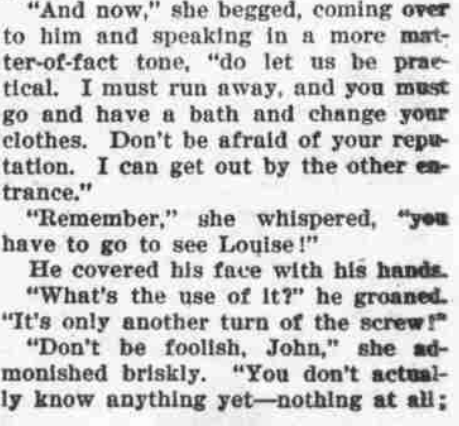 "And now," she begged, coming over
to him and speaking in a more mat-
ter-of-fact tone, "do let us be prac-
tical. I must run away, and you must
go and have a bath and change your
clothes. Don't be afraid of your repu-
tation. I can get out by the other en-
trance."
"Remember," she whispered, "you
have to go to see Louise!"
He covered his face with his hands.
"What's the use of it?" he groaned.
"It's only another turn of the screw!"
"Don't be foolish, John," she ad-
monished briskly. "You don't actual-
ly know anything yet—nothing at all;